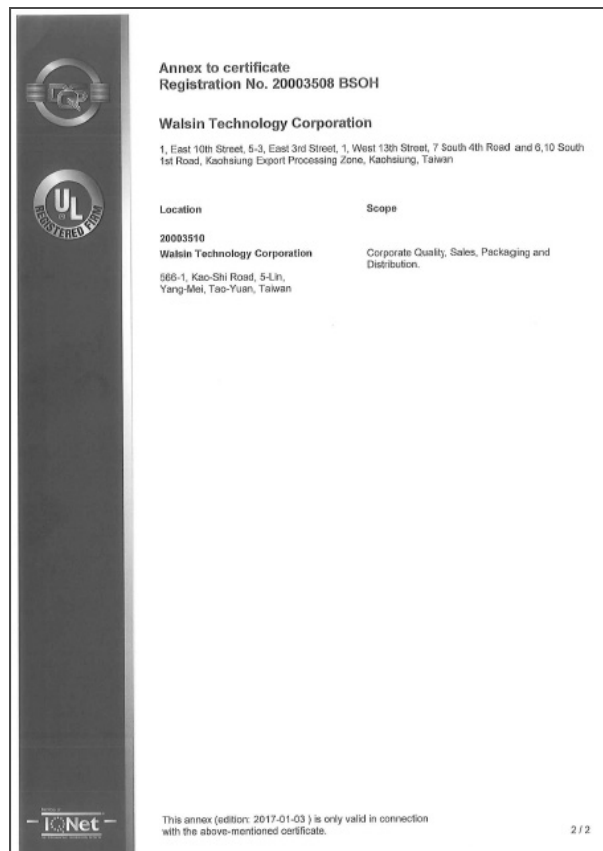 DQS
UL
REGISTERED FIRM
Annex to certificate
Registration No. 20003508 BSOH
Walsin Technology Corporation
1, East 10th Street, 5-3, East 3rd Street, 1, West 13th Street, 7 South 4th Road and 6,10 South
1st Road, Kaohsiung Export Processing Zone, Kaohsiung, Taiwan
Location
Scope
20003510
Walsin Technology Corporation
Corporate Quality, Sales, Packaging and
Distribution.
566-1, Kao-Shi Road, 5-Lin,
Yang-Mei, Tao-Yuan, Taiwan
IQNet
This annex (edition: 2017-01-03 ) is only valid in connection
with the above-mentioned certificate.
2 / 2